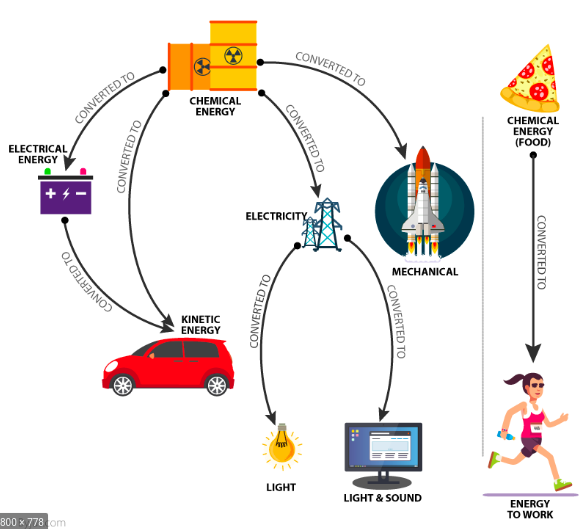 CONVERTED TO
CONVERTED TO
CHEMICAL
ENERGY
CHEMICAL
ENERGY
(FOOD)
CONVERTED TO
CONVERTED TO
ELECTRICAL
ENERGY
+ −
ELECTRICITY
MECHANICAL
CONVERTED TO
CONVERTED TO
CONVERTED TO
CONVERTED TO
KINETIC
ENERGY
LIGHT
LIGHT & SOUND
ENERGY
TO WORK
800 × 778
com